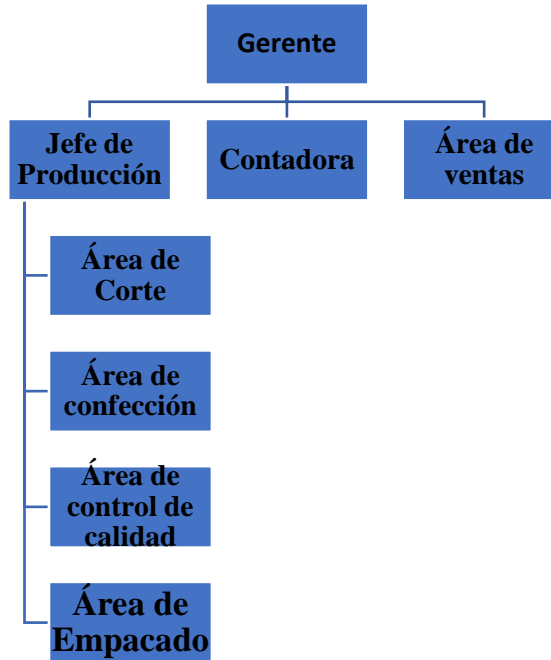 Gerente
Jefe de
Producción
Contadora
Área de
ventas
Área de
Corte
Área de
confección
Área de
control de
calidad
Área de
Empacado